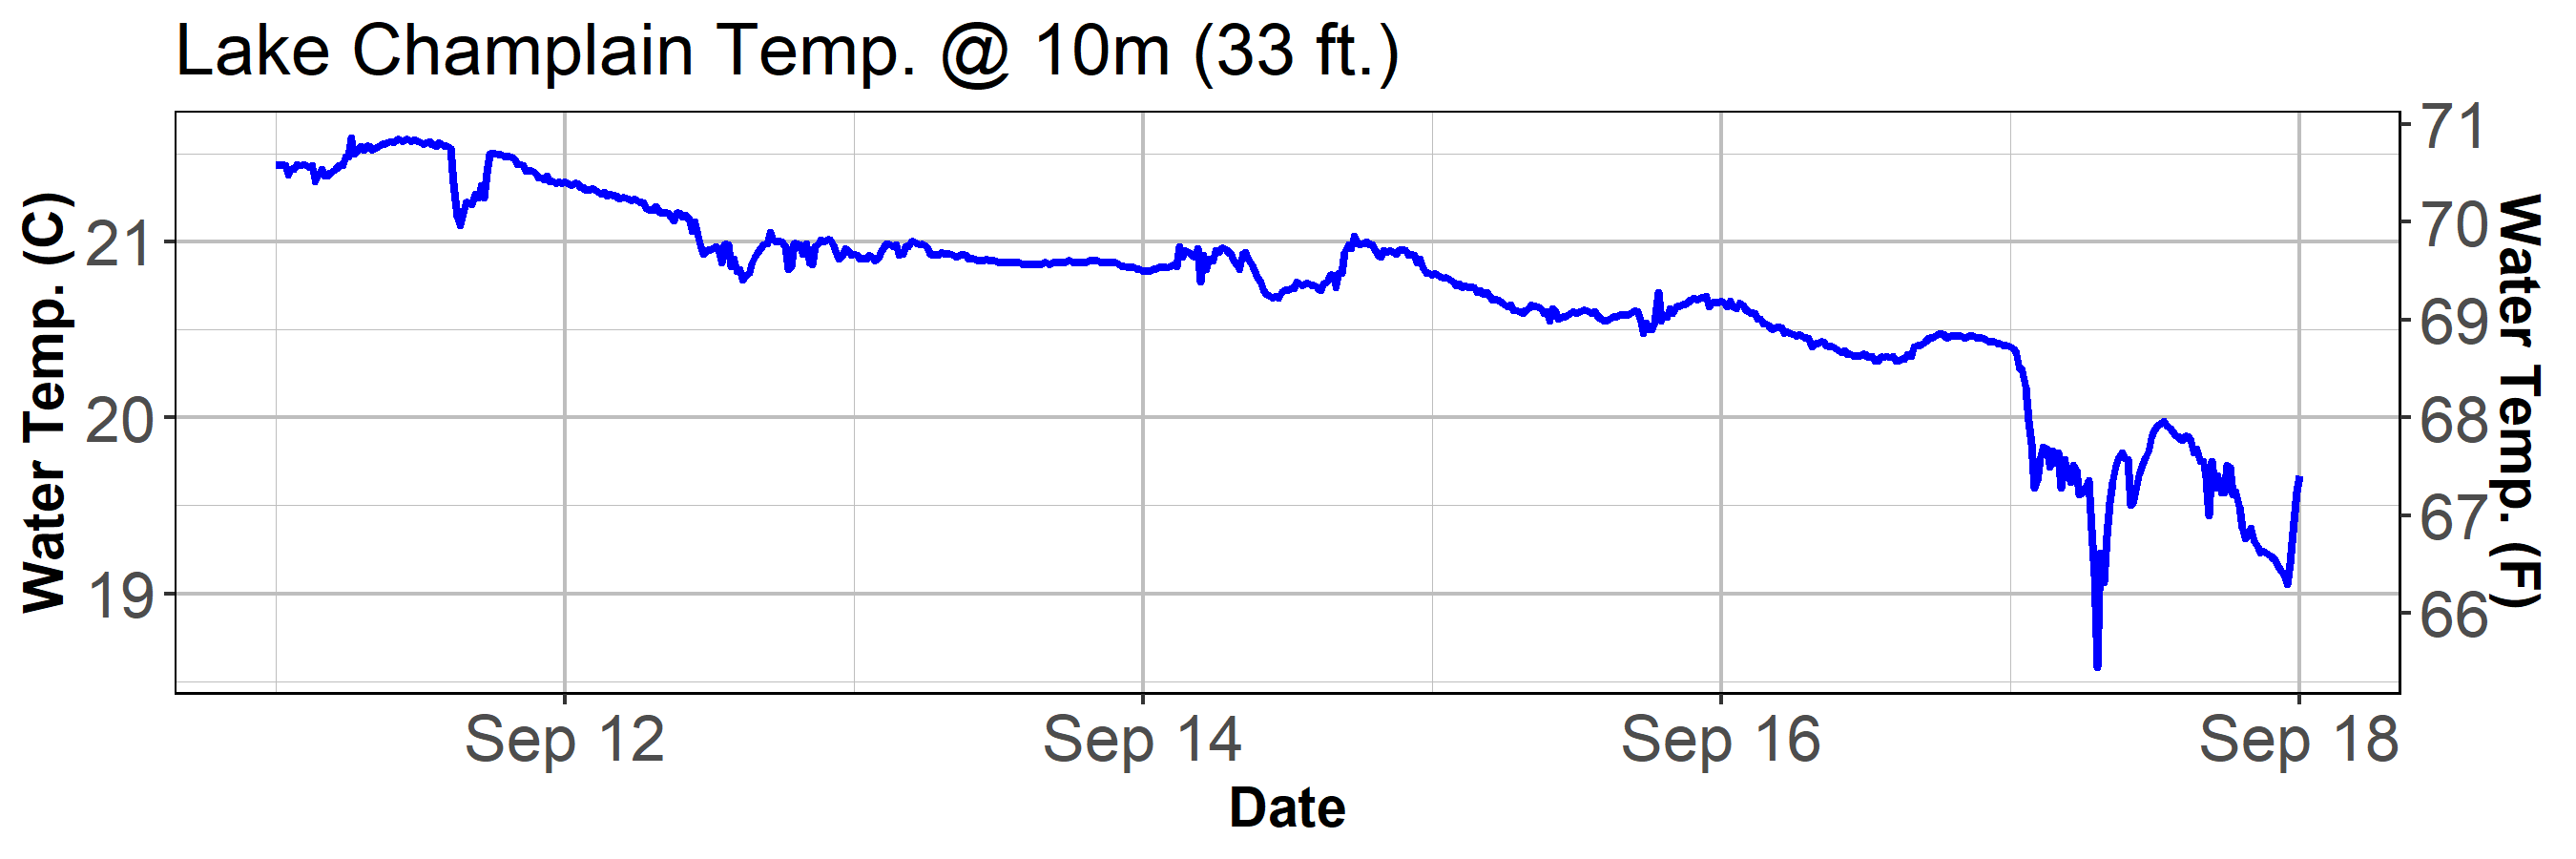 Lake Champlain Temp. @ 10m (33 ft.)
Water Temp. (C)
21
20
19
71
70
69
68
67
66
Water Temp. (F)
Sep 12
Sep 14
Sep 16
Sep 18
Date